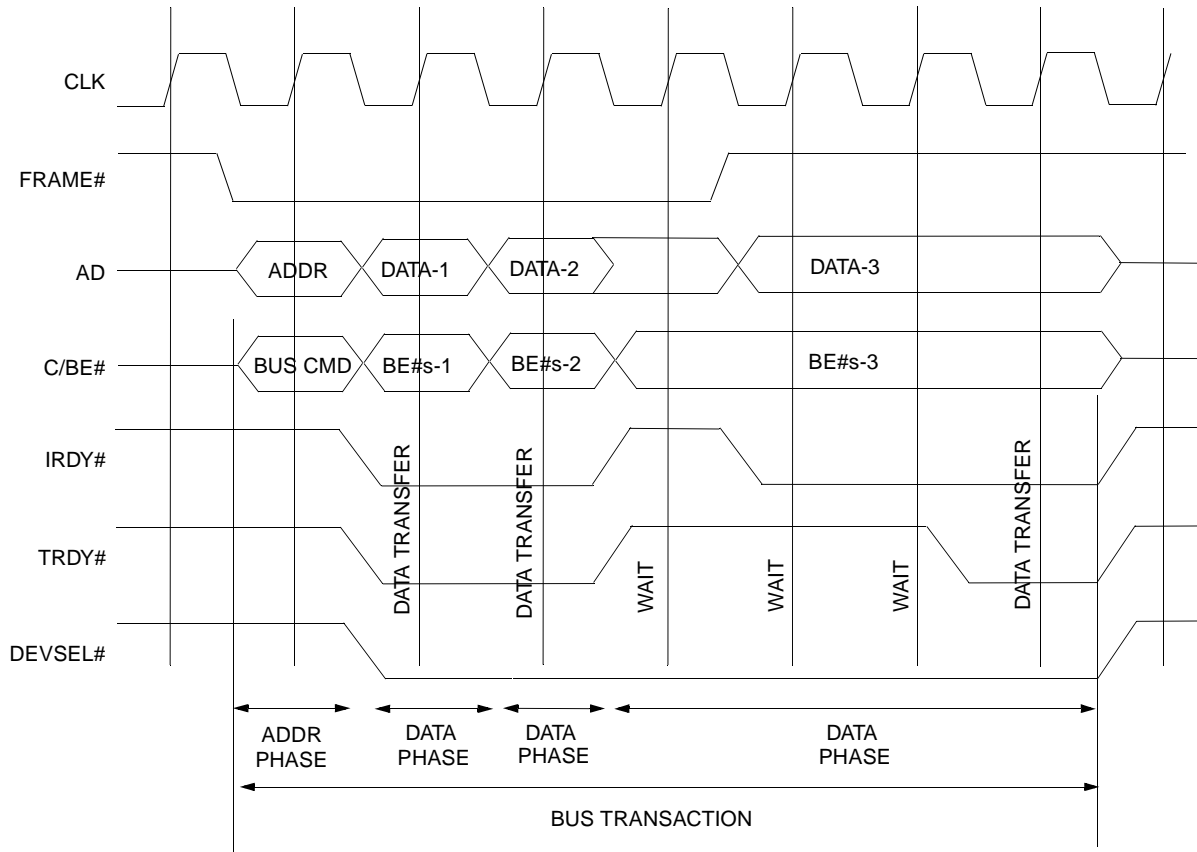 CLK
FRAME#
AD
ADDR
DATA-1
DATA-2
DATA-3
C/BE#
BUS CMD
BE#s-1
BE#s-2
BE#s-3
IRDY#
TRDY#
DATA TRANSFER
DATA TRANSFER
WAIT
WAIT
WAIT
DATA TRANSFER
DEVSEL#
ADDR
PHASE
DATA
PHASE
DATA
PHASE
DATA
PHASE
BUS TRANSACTION